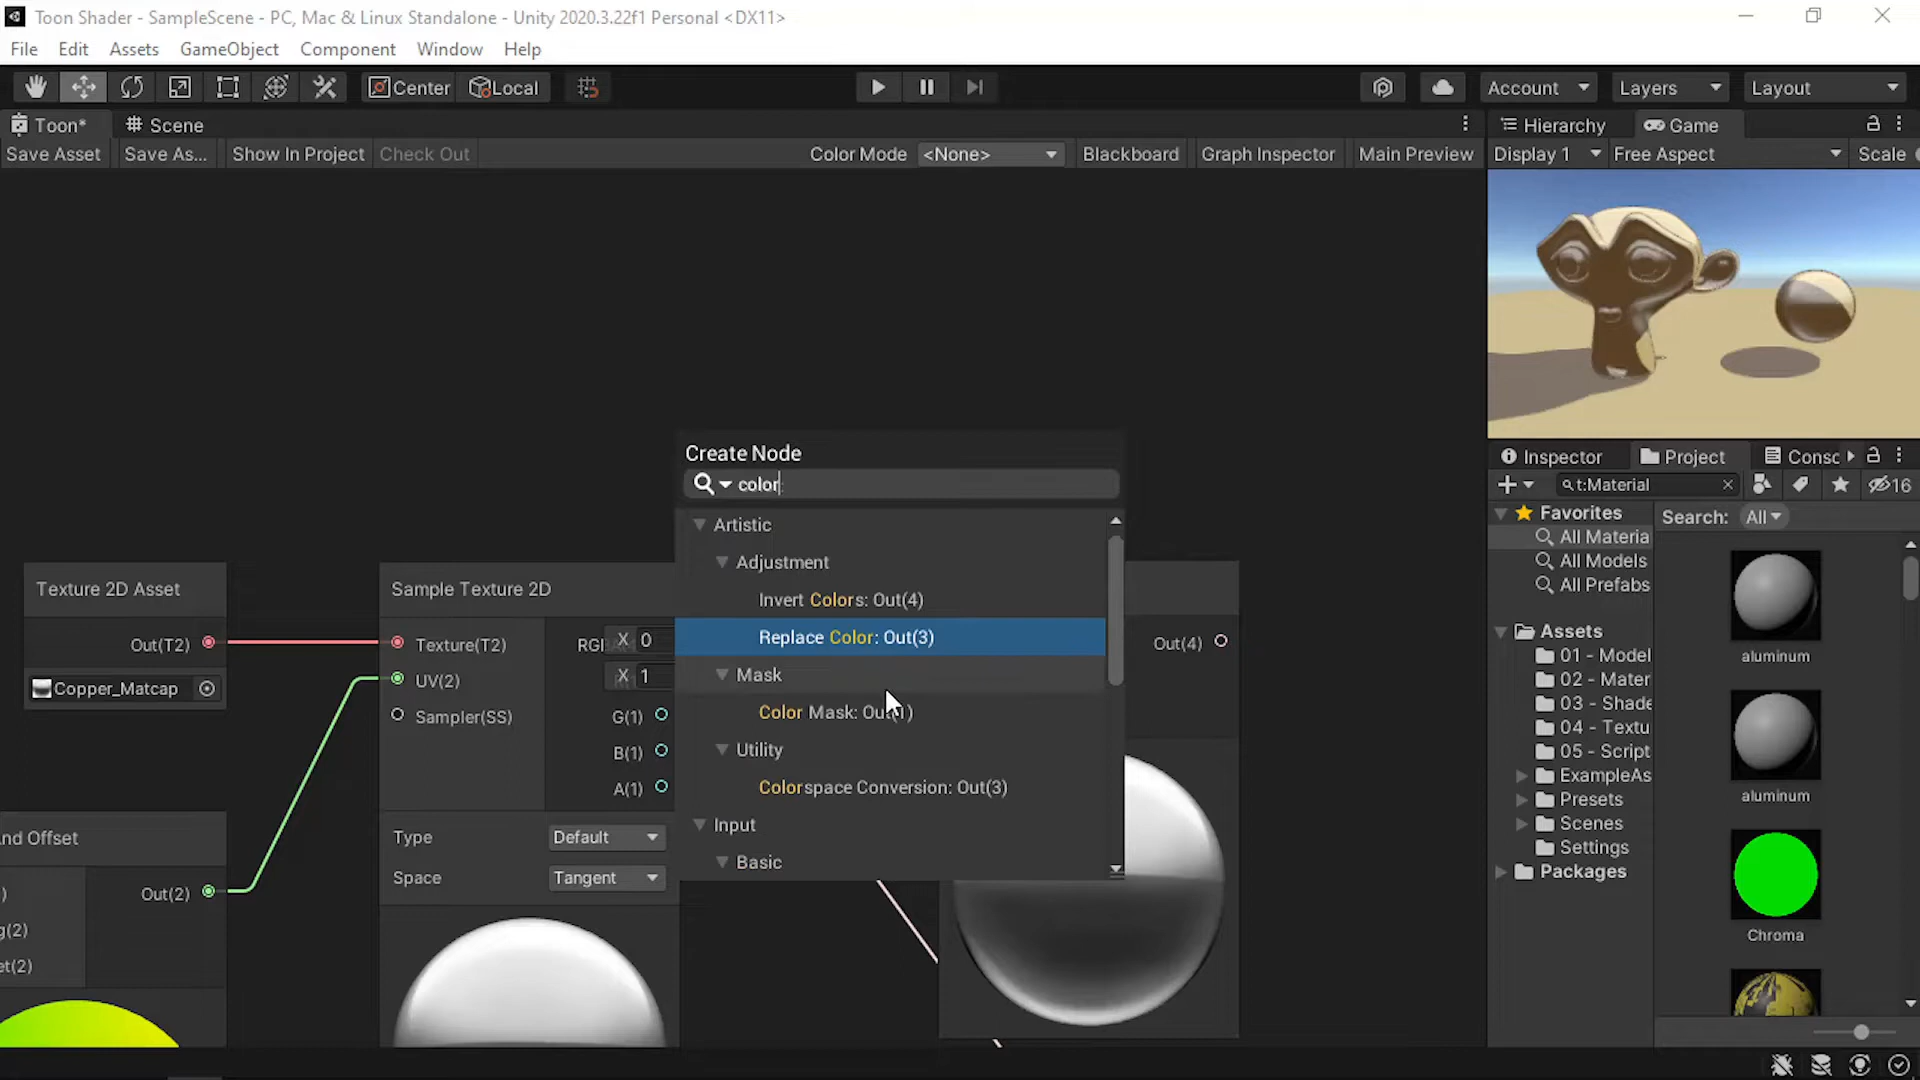 Toon Shader - SampleScene - PC, Mac & Linux Standalone - Unity 2020.3.22f1 Personal <DX11>
File Edit Assets GameObject Component Window Help
Center Local Account Layers Layout
Toon* Scene Hierarchy Game
Save Asset Save As... Show In Project Check Out Color Mode <None> Blackboard Graph Inspector Main Preview Display 1 Free Aspect Scale
Create Node
color
Artistic
Adjustment
Invert Colors: Out(4)
Replace Color: Out(3)
Mask
Color Mask: Out(1)
Utility
Colorspace Conversion: Out(3)
Input
Basic
Texture 2D Asset
Out(T2)
Copper_Matcap
Sample Texture 2D
Texture(T2)
UV(2)
Sampler(SS)
X 0
X 1
G(1)
B(1)
A(1)
Type Default
Space Tangent
Out(4)
nd Offset
Out(2)
g(2)
et(2)
Inspector Project Consc
t:Material 16
Favorites
All Materia
All Models
All Prefabs
Search: All
Assets
01 - Model
02 - Mater
03 - Shade
04 - Textu
05 - Script
ExampleAs
Presets
Scenes
Settings
Packages
aluminum
aluminum
Chroma